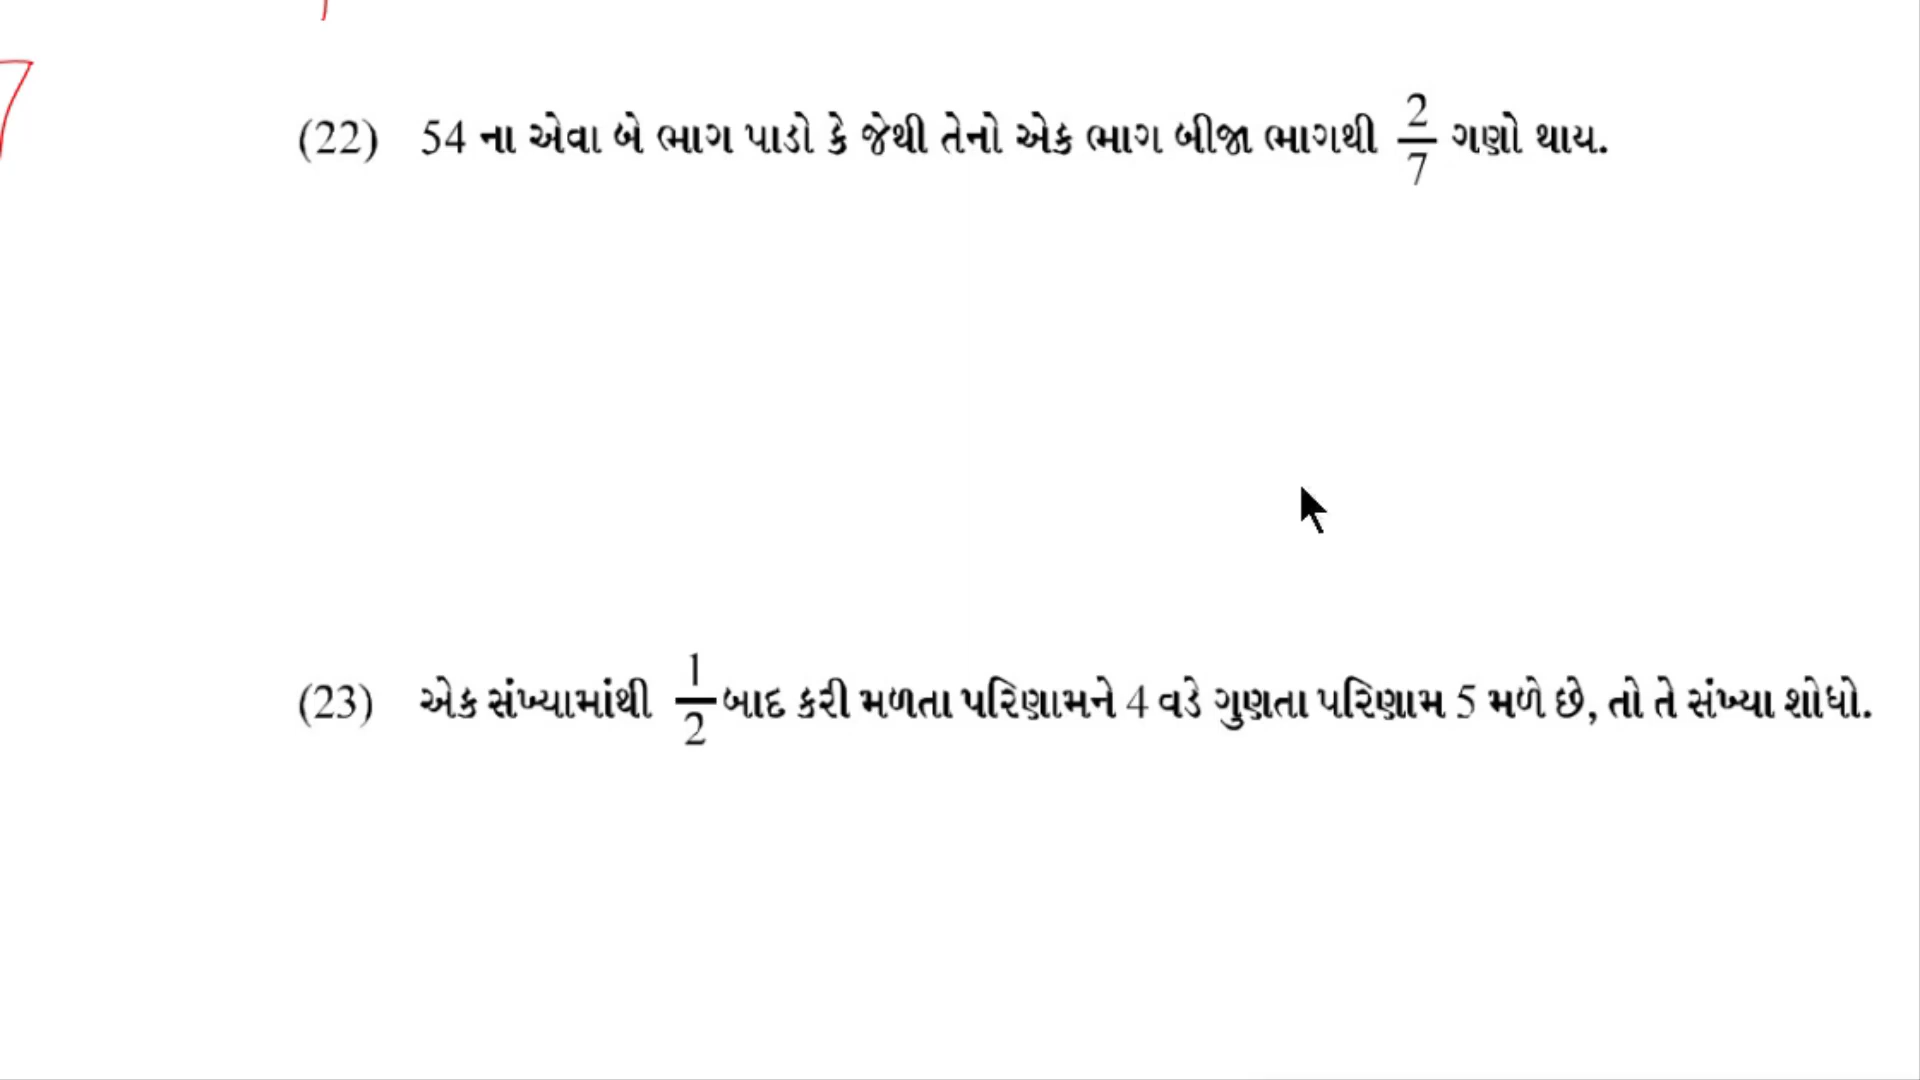 7
(22) 54 ના એવા બે ભાગ પાડો કે જેથી તેનો એક ભાગ બીજા ભાગથી 2/7 ગણો થાય.
(23) એક સંખ્યામાંથી 1/2 બાદ કરી મળતા પરિણામને 4 વડે ગુણતા પરિણામ 5 મળે છે, તો તે સંખ્યા શોધો.